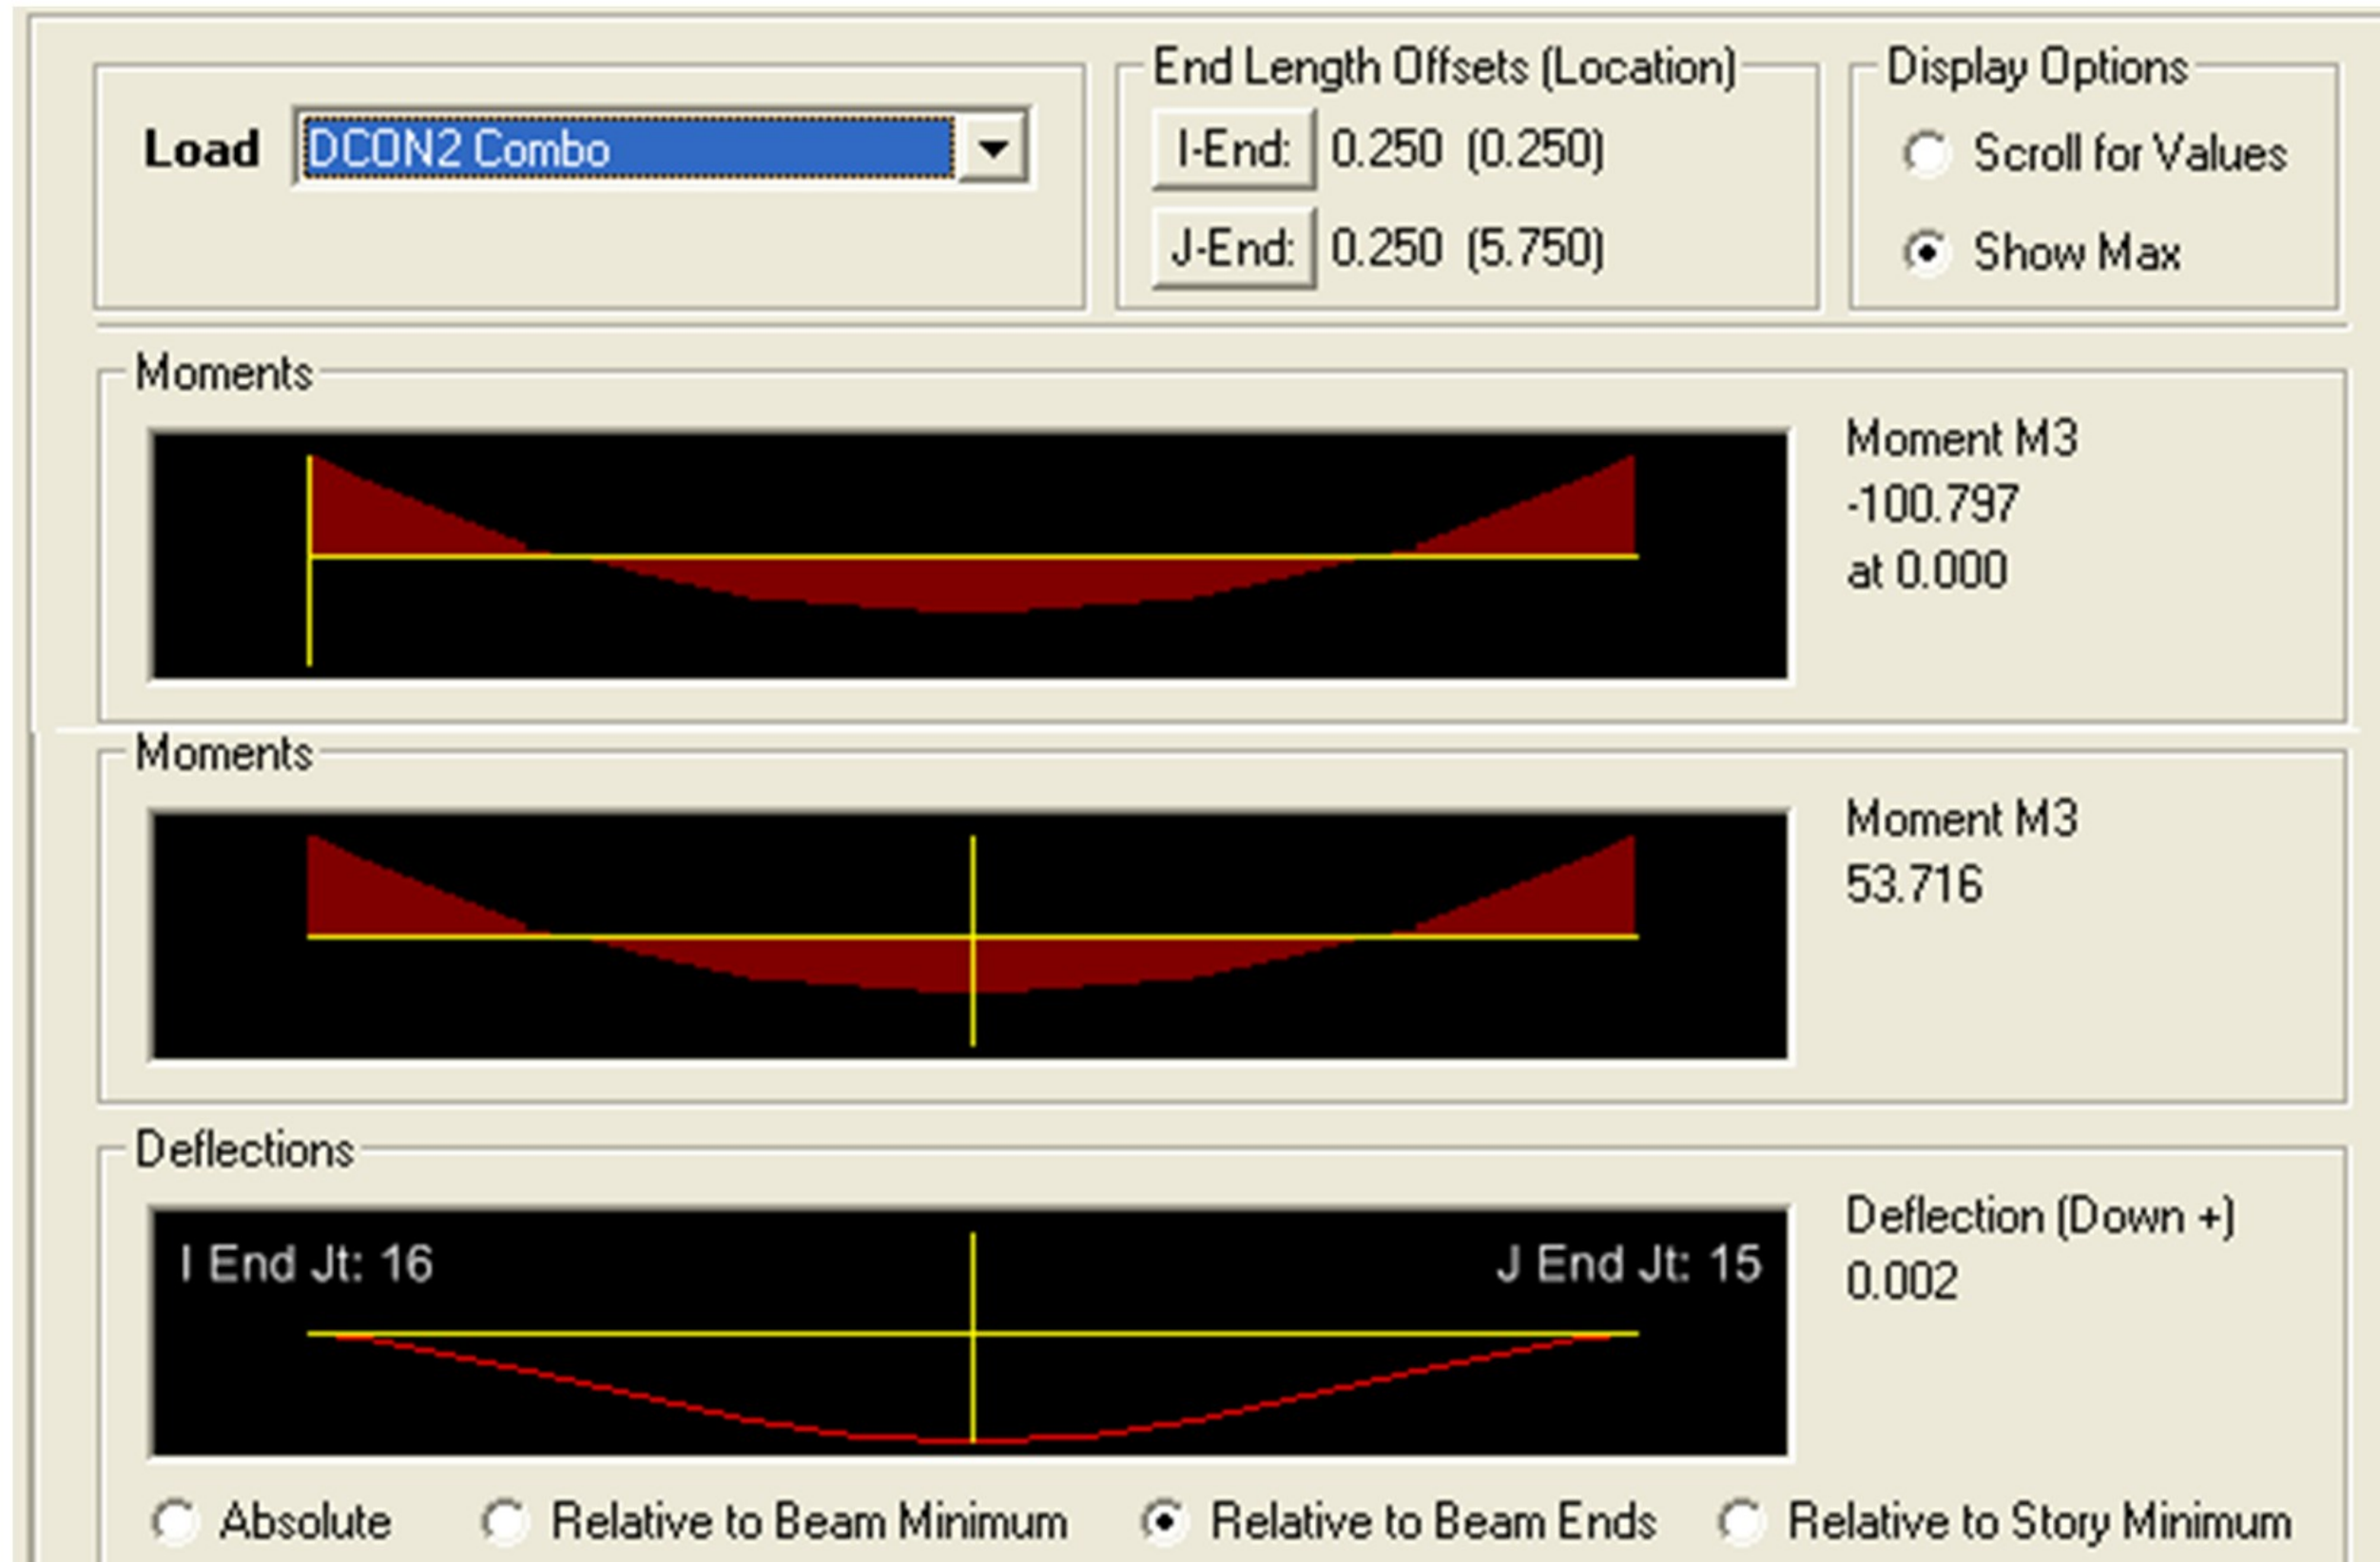 Load DCON2 Combo
End Length Offsets (Location)
I-End: 0.250 (0.250)
J-End: 0.250 (5.750)
Display Options
Scroll for Values
Show Max
Moments
Moment M3
-100.797
at 0.000
Moments
Moment M3
53.716
Deflections
I End Jt: 16
J End Jt: 15
Deflection (Down +)
0.002
Absolute Relative to Beam Minimum Relative to Beam Ends Relative to Story Minimum